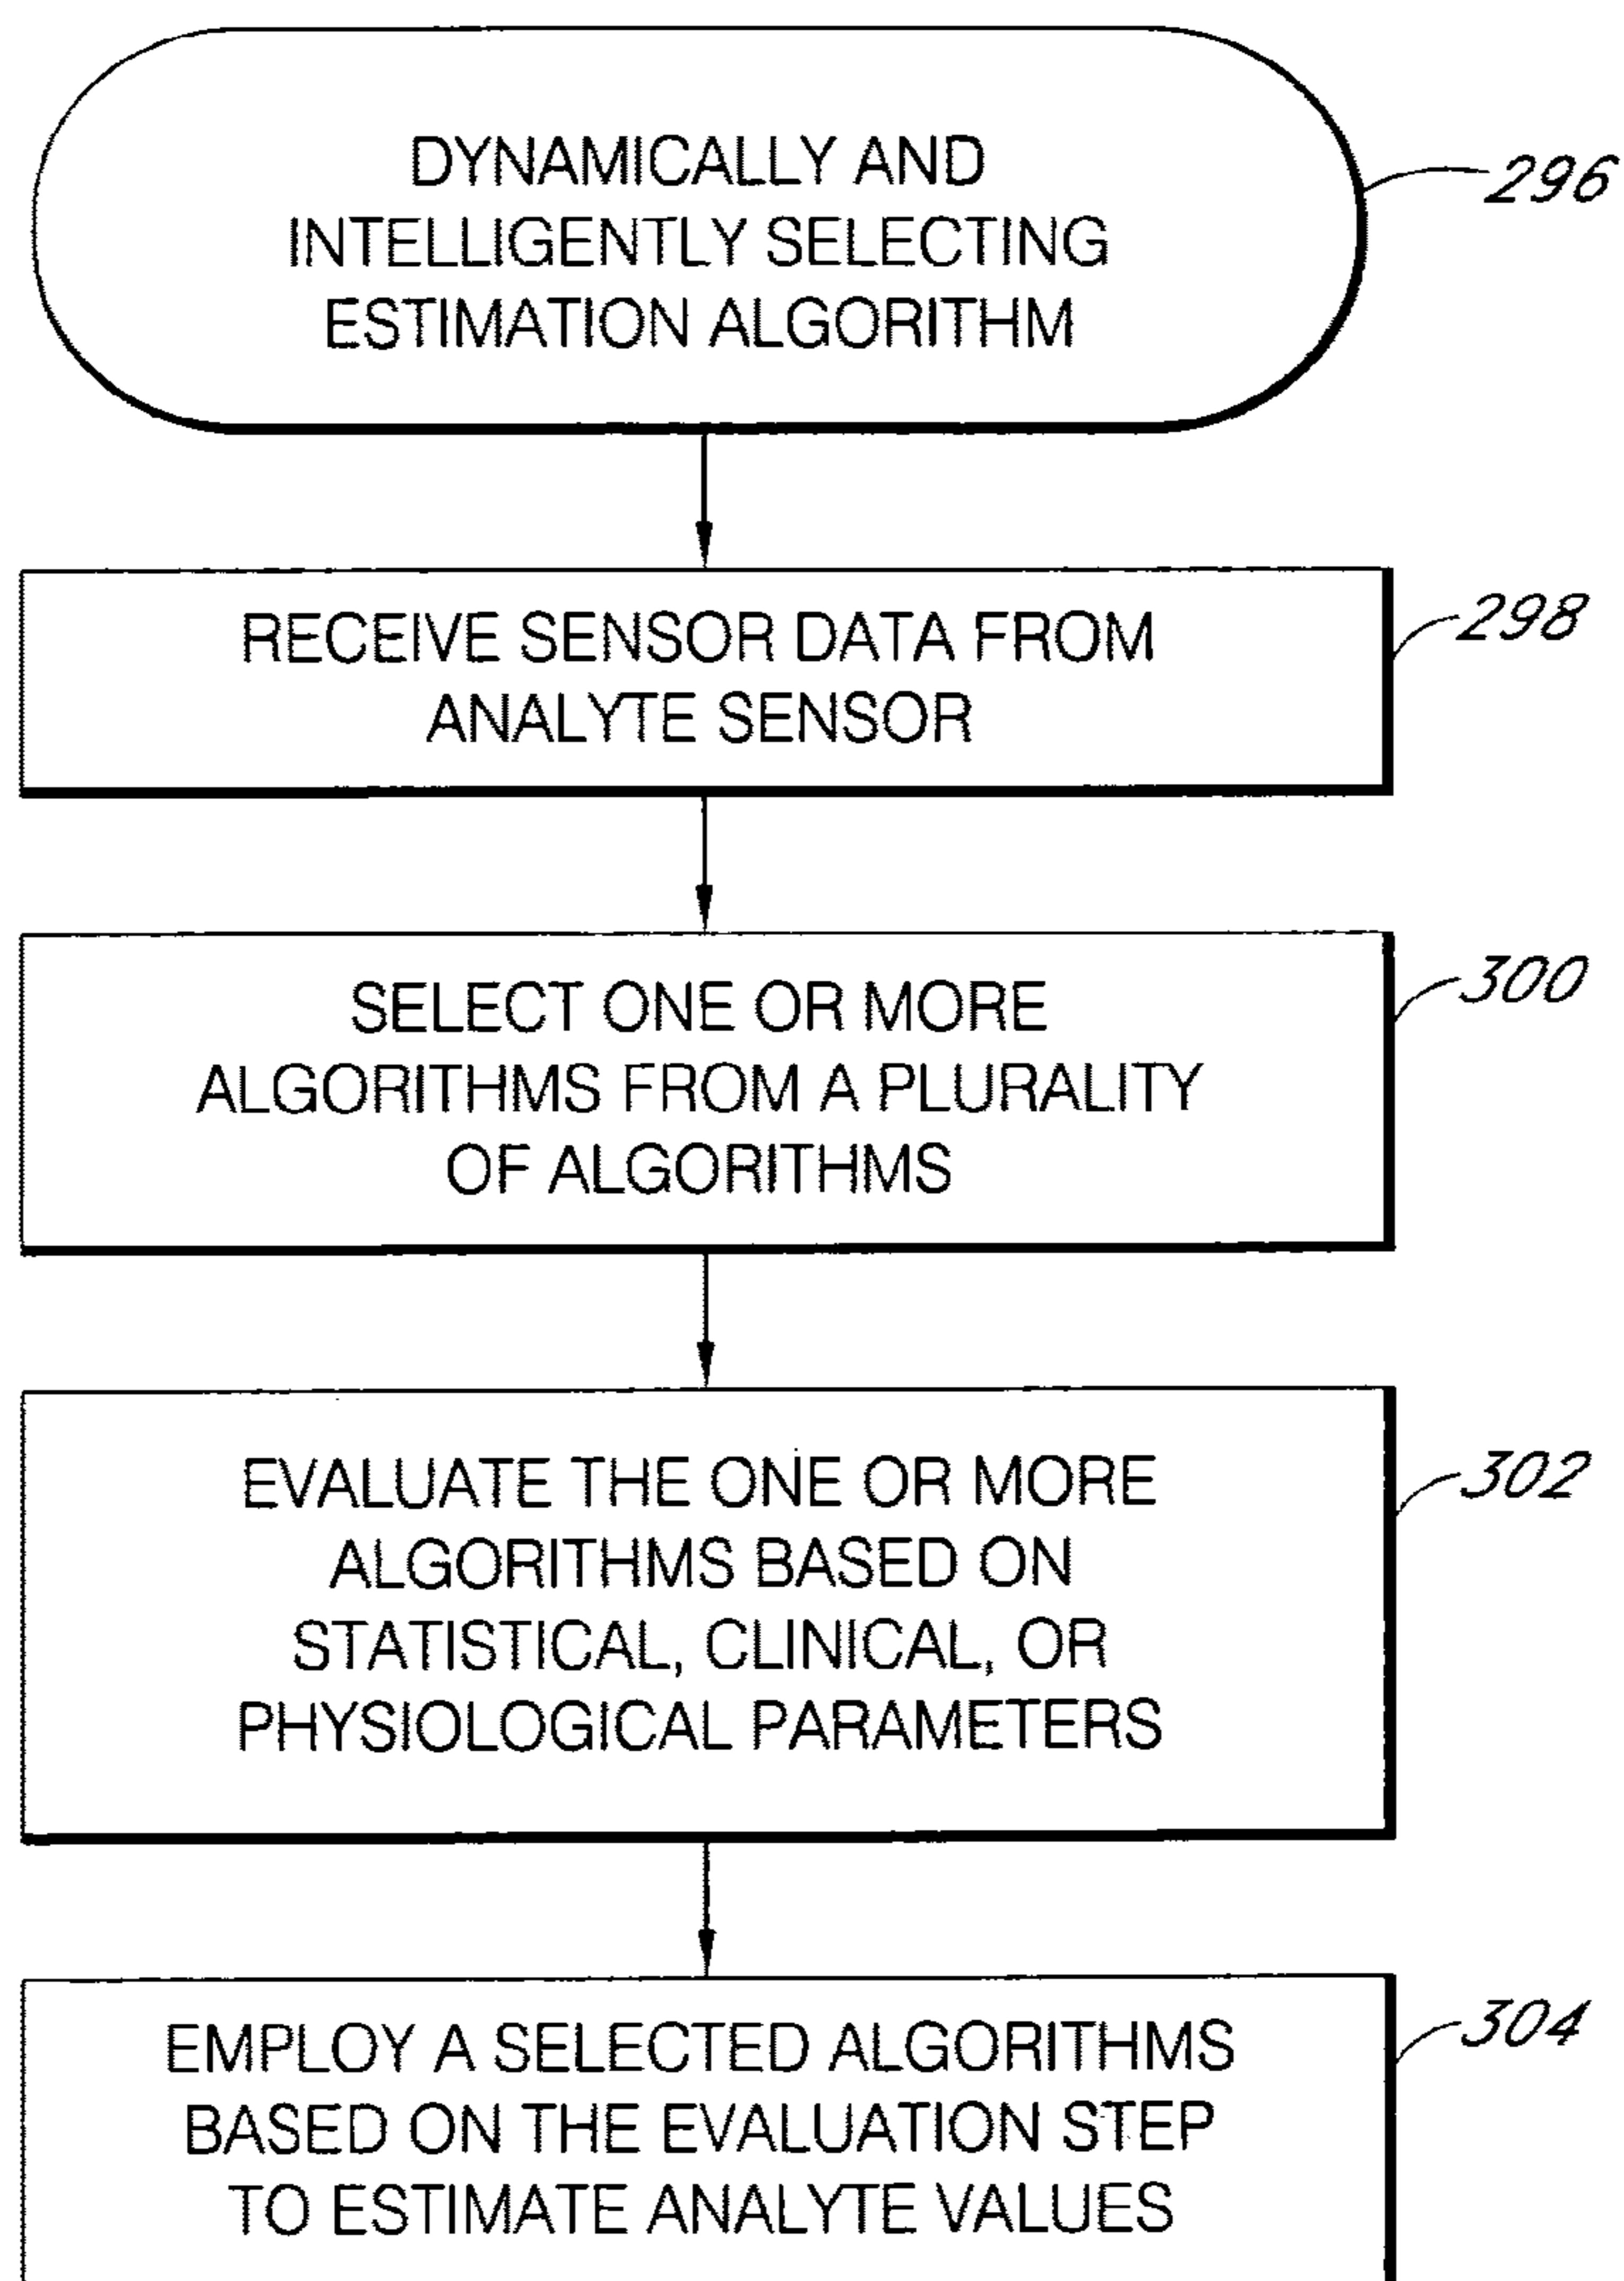 DYNAMICALLY AND
INTELLIGENTLY SELECTING
ESTIMATION ALGORITHM
296
RECEIVE SENSOR DATA FROM
ANALYTE SENSOR
298
SELECT ONE OR MORE
ALGORITHMS FROM A PLURALITY
OF ALGORITHMS
300
EVALUATE THE ONE OR MORE
ALGORITHMS BASED ON
STATISTICAL, CLINICAL, OR
PHYSIOLOGICAL PARAMETERS
302
EMPLOY A SELECTED ALGORITHMS
BASED ON THE EVALUATION STEP
TO ESTIMATE ANALYTE VALUES
304